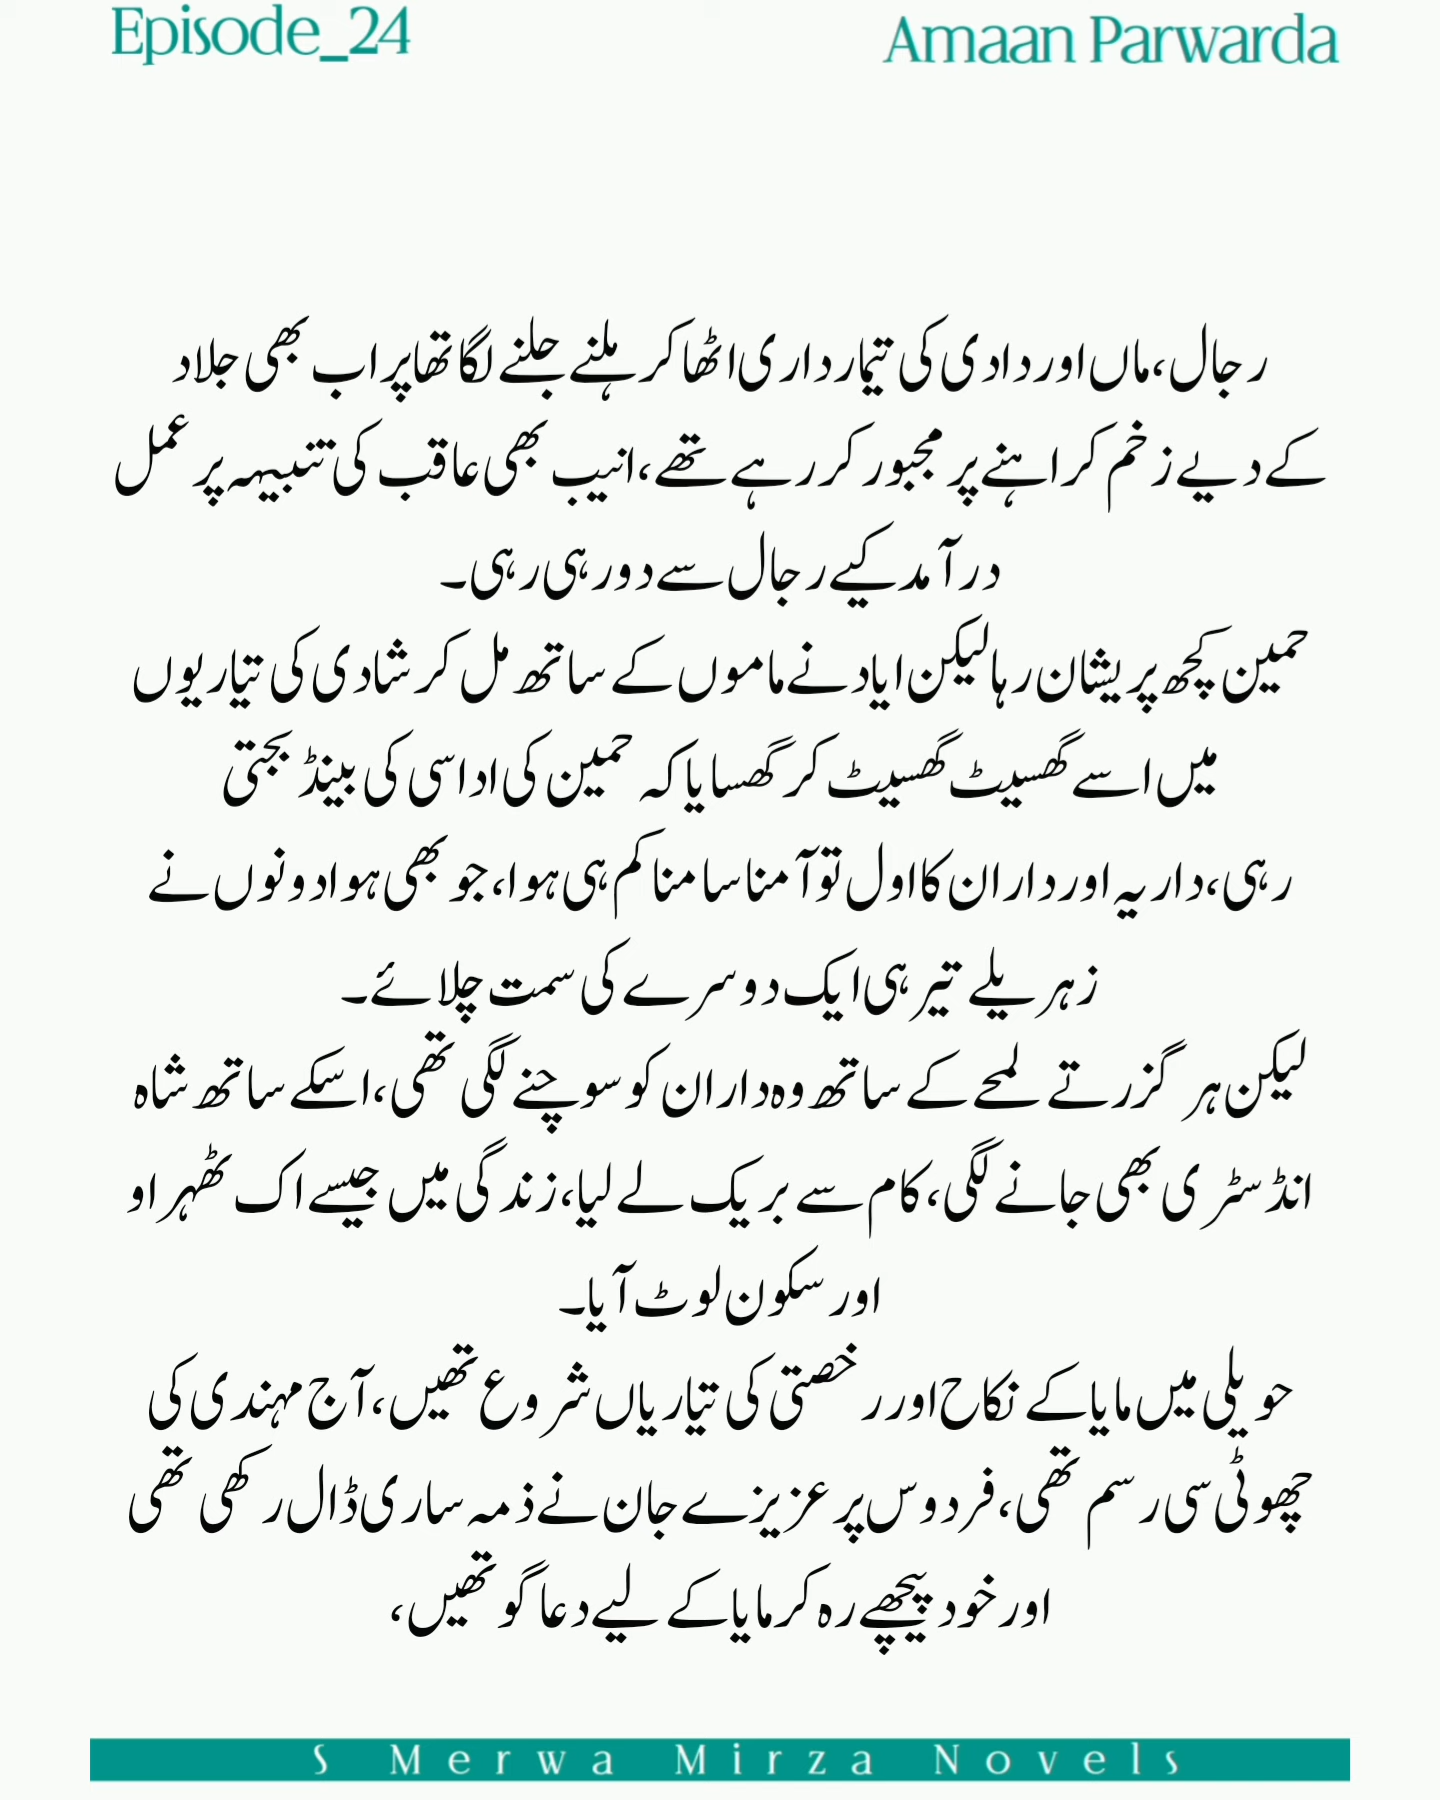 Episode_24
Amaan Parwarda
رجال،ماں اور دادی کی تیمارداری اٹھا کر ہلنے جلنے لگا تھا پر اب بھی جلاد
کے دیے زخم کراہنے پر مجبور کر رہے تھے،انیب بھی عاقب کی تنبیہہ پر عمل
درآمد کیے رجال سے دور ہی رہی۔
حمین کچھ پریشان رہا لیکن ایاد نے ماموں کے ساتھ مل کر شادی کی تیاریوں
میں اسے گھسیٹ گھسیٹ کر گھسایا کہ حمین کی اداسی کی بینڈ بجتی
رہی،داریہ اور داران کا اول تو آمنا سامنا کم ہی ہوا،جو بھی ہوا دونوں نے
زہریلے تیر ہی ایک دوسرے کی سمت چلائے۔
لیکن ہر گزرتے لمحے کے ساتھ وہ داران کو سوچنے لگی تھی،اسکے ساتھ شاہ
انڈسٹری بھی جانے لگی،کام سے بریک لے لیا،زندگی میں جیسے اک ٹھہراو
اور سکون لوٹ آیا۔
حویلی میں مایا کے نکاح اور رخصتی کی تیاریاں شروع تھیں،آج مہندی کی
چھوٹی سی رسم تھی،فردوس پر عزیزے جان نے ذمہ ساری ڈال رکھی تھی
اور خود پیچھے رہ کر مایا کے لیے دعا گو تھیں،
S Merwa Mirza Novels